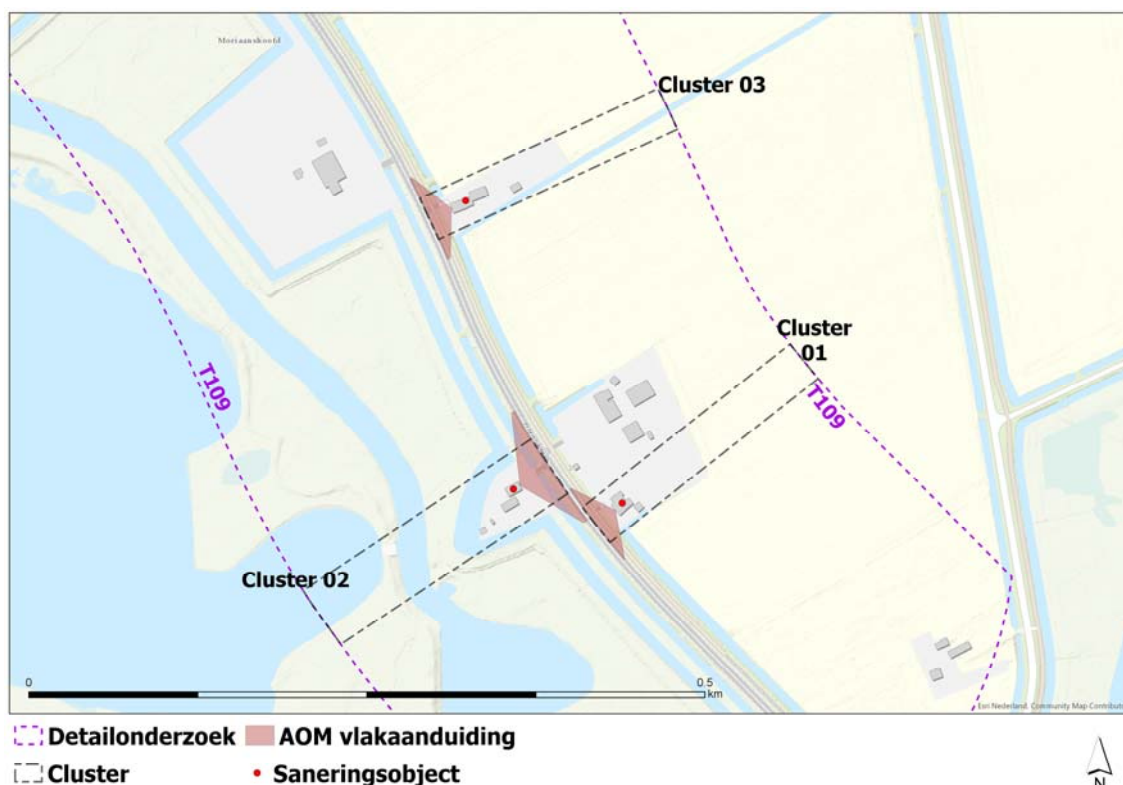 Moriaanshoofd
Cluster 03
Cluster
01
T109
T109
Cluster 02
0
0.5
km
Esri Nederland, Community Map Contribut
Detailonderzoek
AOM vlakaanduiding
Cluster
Saneringsobject
N